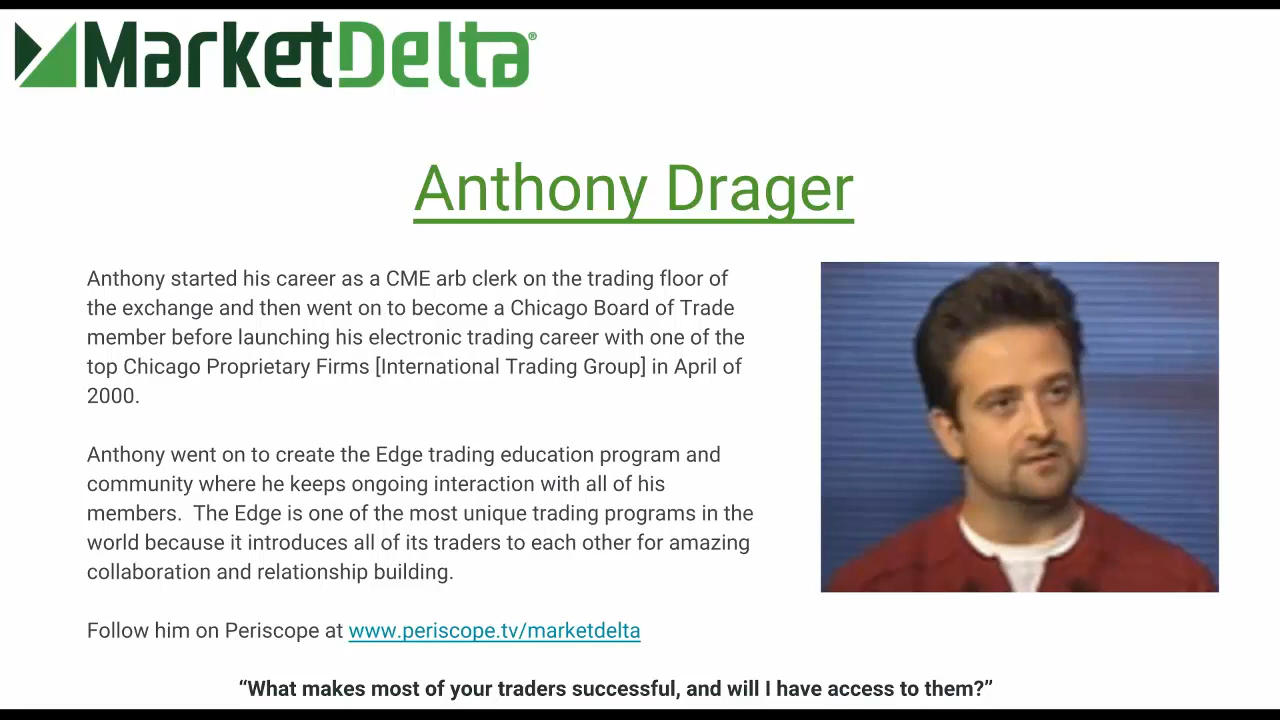 MarketDelta®
Anthony Drager
Anthony started his career as a CME arb clerk on the trading floor of
the exchange and then went on to become a Chicago Board of Trade
member before launching his electronic trading career with one of the
top Chicago Proprietary Firms [International Trading Group] in April of
2000.
Anthony went on to create the Edge trading education program and
community where he keeps ongoing interaction with all of his
members.  The Edge is one of the most unique trading programs in the
world because it introduces all of its traders to each other for amazing
collaboration and relationship building.
Follow him on Periscope at www.periscope.tv/marketdelta
“What makes most of your traders successful, and will I have access to them?”